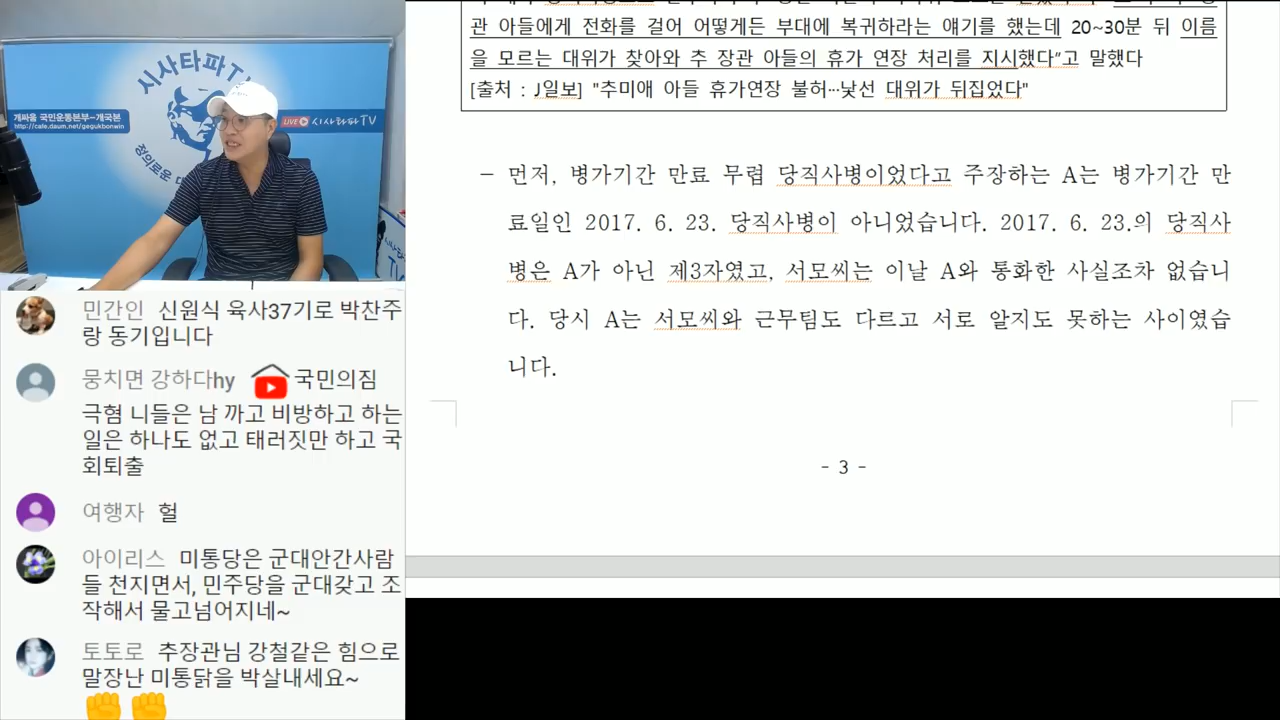 시사타파TV
개싸움 국민운동본부-개국본
http://cafe.daum.net/gegukbonwin
LIVE 시사타파TV
정의로운 대
관 아들에게 전화를 걸어 어떻게든 부대에 복귀하라는 얘기를 했는데 20~30분 뒤 이름
을 모르는 대위가 찾아와 추 장관 아들의 휴가 연장 처리를 지시했다"고 말했다
[출처 : J일보] "추미애 아들 휴가연장 불허…낯선 대위가 뒤집었다"
– 먼저, 병가기간 만료 무렵 당직사병이었다고 주장하는 A는 병가기간 만
료일인 2017. 6. 23. 당직사병이 아니었습니다. 2017. 6. 23.의 당직사
병은 A가 아닌 제3자였고, 서모씨는 이날 A와 통화한 사실조차 없습니
다. 당시 A는 서모씨와 근무팀도 다르고 서로 알지도 못하는 사이였습
니다.
- 3 -
민간인 신원식 육사37기로 박찬주
랑 동기입니다
뭉치면 강하다hy 국민의짐
극혐 니들은 남 까고 비방하고 하는
일은 하나도 없고 태러짓만 하고 국
회퇴출
여행자 헐
아이리스 미통당은 군대안간사람
들 천지면서, 민주당을 군대갖고 조
작해서 물고넘어지네~
토토로 추장관님 강철같은 힘으로
말장난 미통닭을 박살내세요~